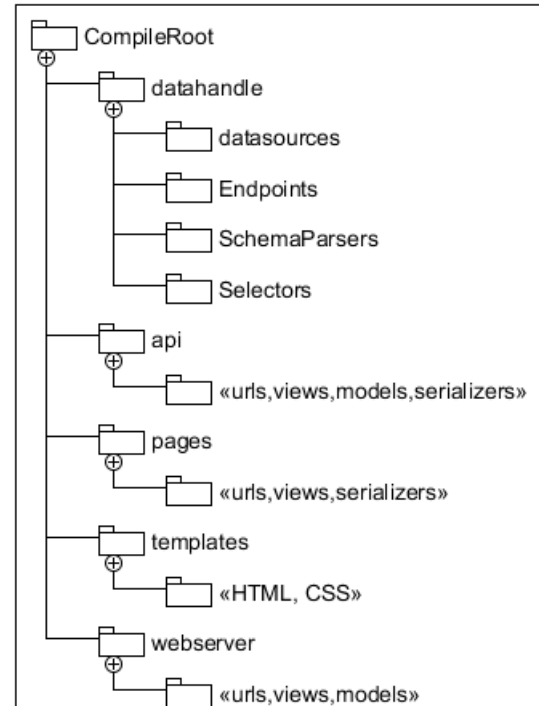 CompileRoot
datahandle
datasources
Endpoints
SchemaParsers
Selectors
api
«urls,views,models,serializers»
pages
«urls,views,serializers»
templates
«HTML, CSS»
webserver
«urls,views,models»